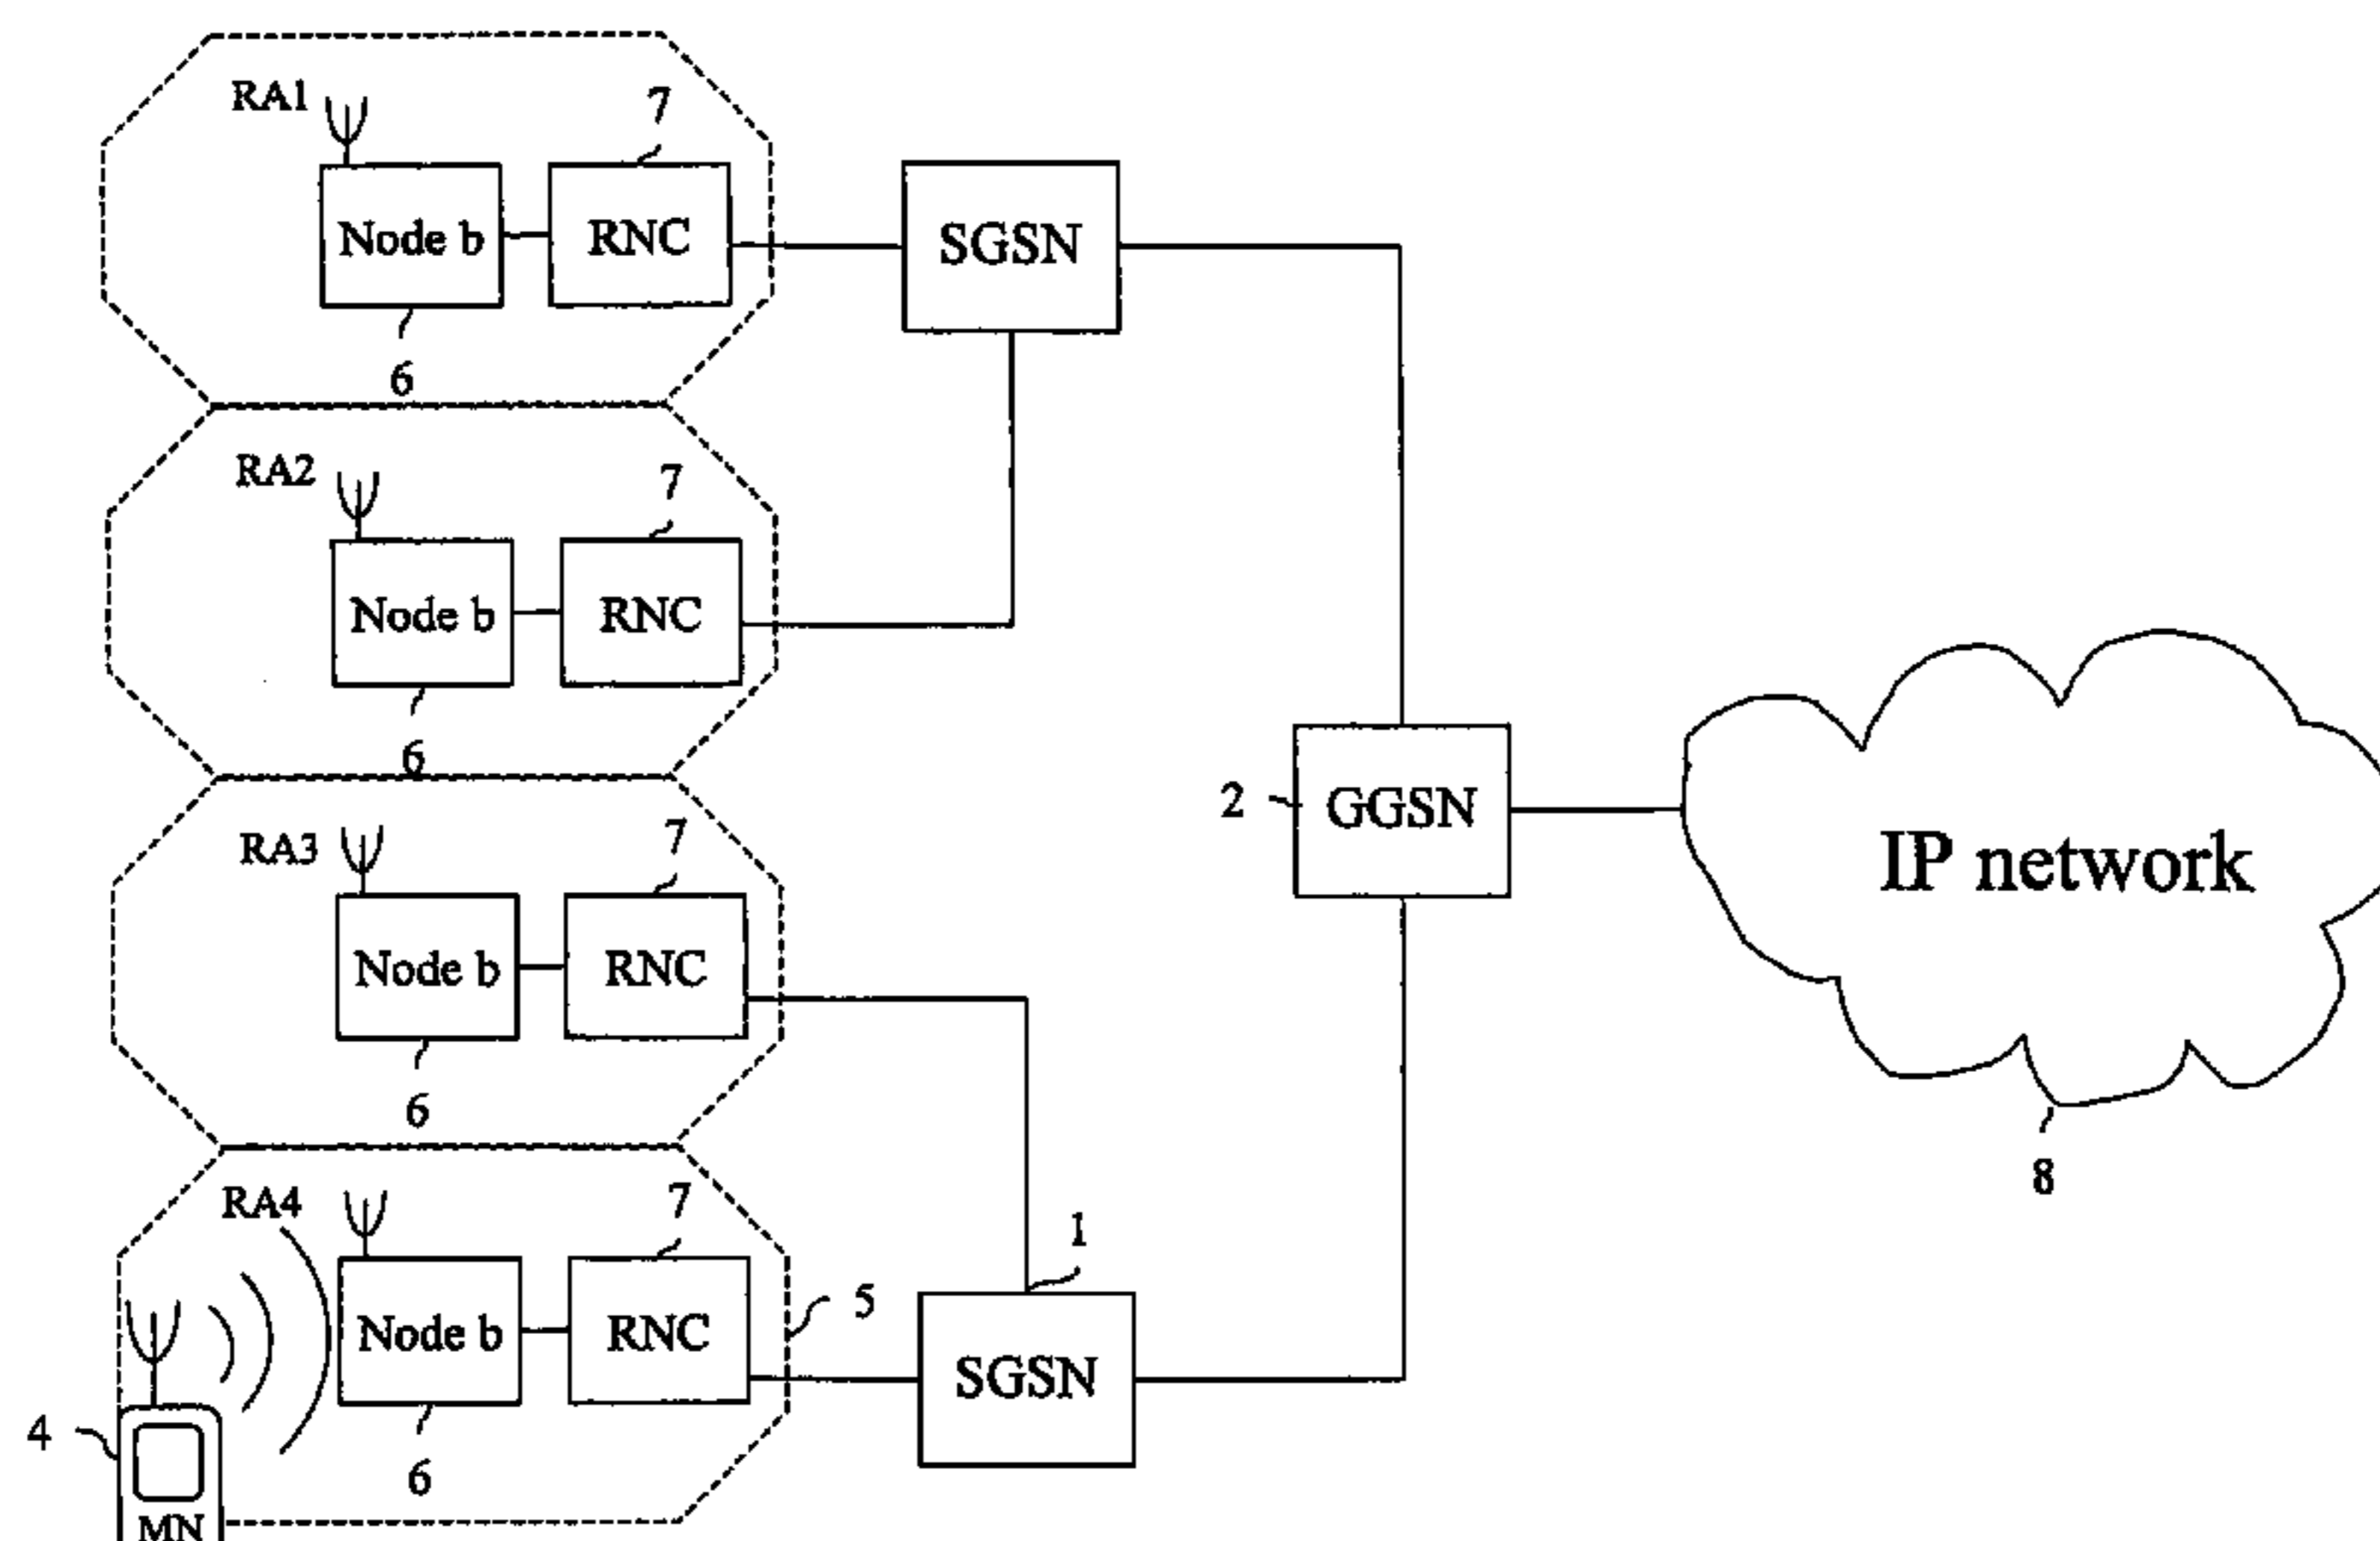 RA1
7
Node b
RNC
SGSN
6
RA2
7
Node b
RNC
6
RA3
7
Node b
RNC
6
2
GGSN
IP network
8
RA4
7
1
Node b
RNC
5
SGSN
4
6
MN